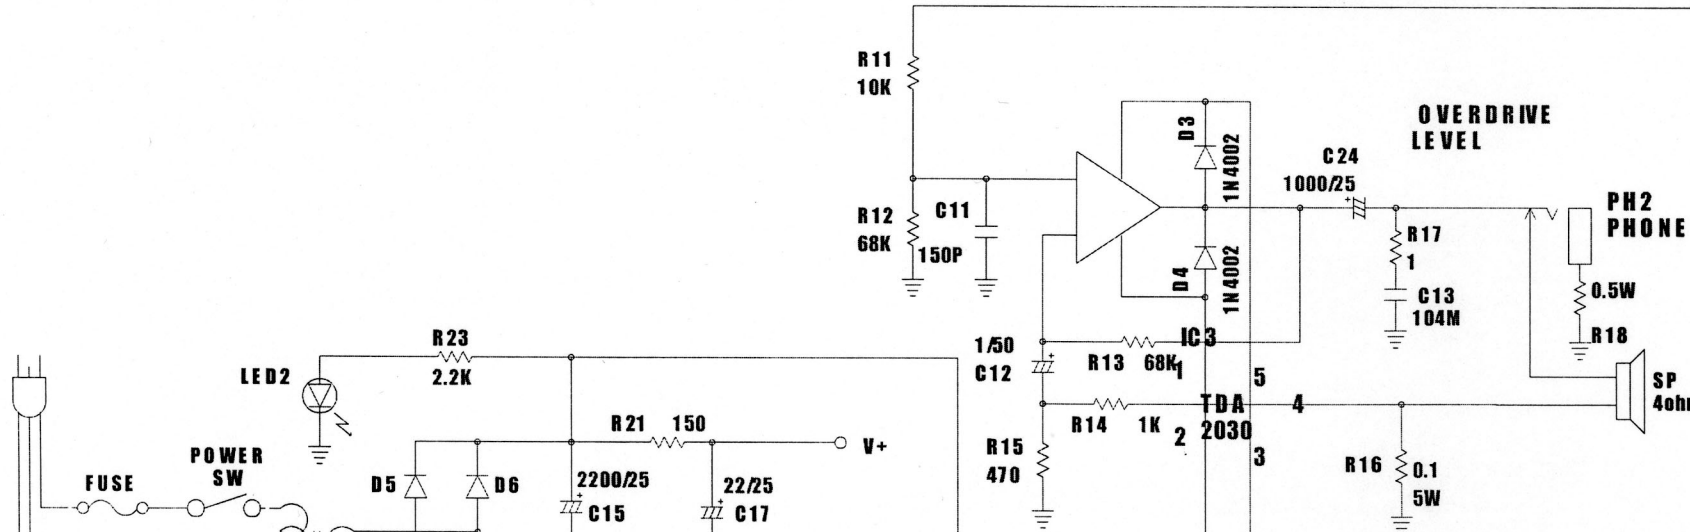 R11
10K
OVERDRIVE
LEVEL
D3
1N4002
C24
1000/25
R12
68K
C11
150P
PH2
PHONE
R17
1
D4
1N4002
C13
104M
0.5W
R18
R23
2.2K
LED2
1/50
C12
R13
68K
IC3
1
5
SP
4oh
R14
1K
TDA
2030
4
2
3
R21
150
V+
R15
470
R16
0.1
5W
POWER
SW
FUSE
D5
D6
2200/25
C15
22/25
C17